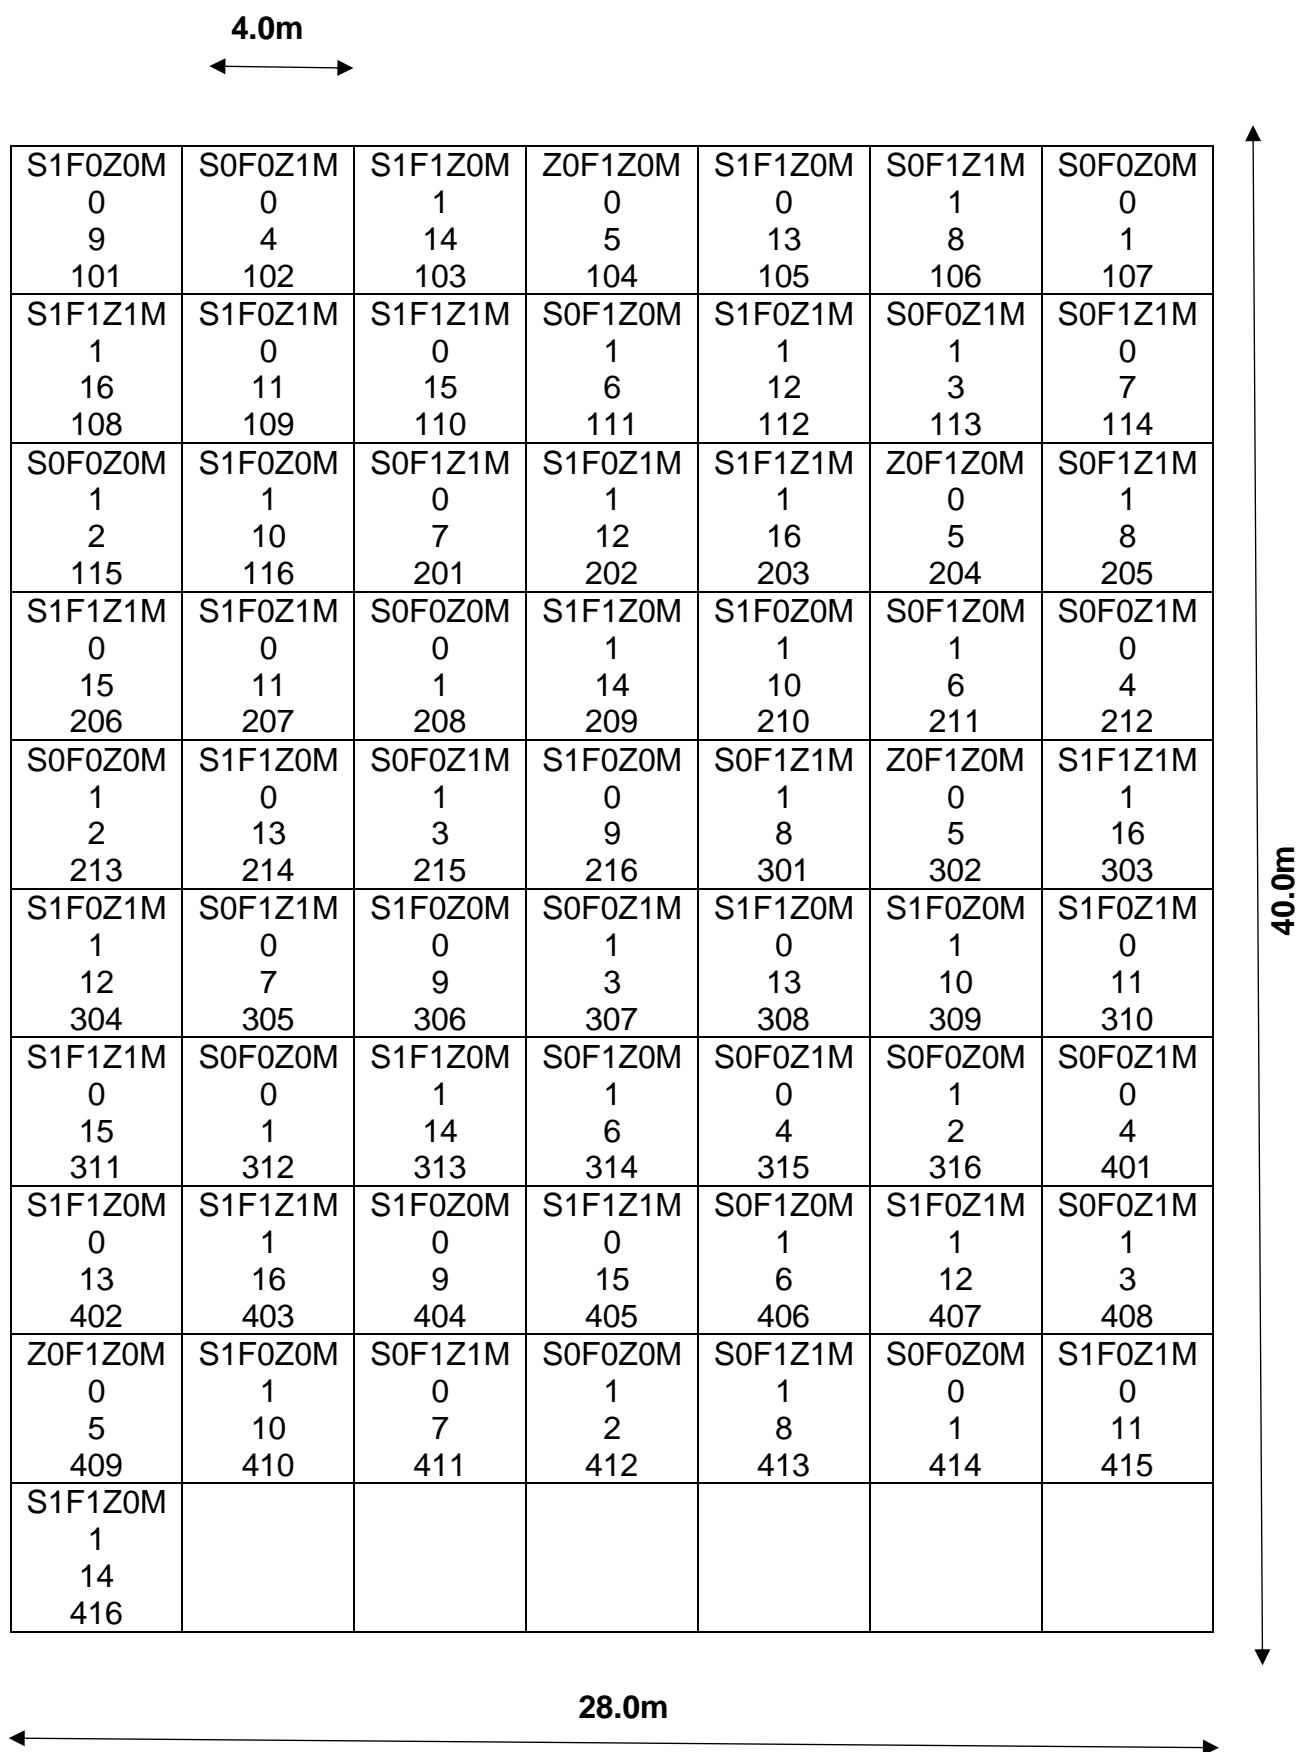 4.0m
S1F0Z0M S0F0Z1M S1F1Z0M Z0F1Z0M S1F1Z0M S0F1Z1M S0F0Z0M
0 0 1 0 0 1 0
9 4 14 5 13 8 1
101 102 103 104 105 106 107
S1F1Z1M S1F0Z1M S1F1Z1M S0F1Z0M S1F0Z1M S0F0Z1M S0F1Z1M
1 0 0 1 1 1 0
16 11 15 6 12 3 7
108 109 110 111 112 113 114
S0F0Z0M S1F0Z0M S0F1Z1M S1F0Z1M S1F1Z1M Z0F1Z0M S0F1Z1M
1 1 0 1 1 0 1
2 10 7 12 16 5 8
115 116 201 202 203 204 205
S1F1Z1M S1F0Z1M S0F0Z0M S1F1Z0M S1F0Z0M S0F1Z0M S0F0Z1M
0 0 0 1 1 1 0
15 11 1 14 10 6 4
206 207 208 209 210 211 212
S0F0Z0M S1F1Z0M S0F0Z1M S1F0Z0M S0F1Z1M Z0F1Z0M S1F1Z1M
1 0 1 0 1 0 1
2 13 3 9 8 5 16
213 214 215 216 301 302 303
S1F0Z1M S0F1Z1M S1F0Z0M S0F0Z1M S1F1Z0M S1F0Z0M S1F0Z1M
1 0 0 1 0 1 0
12 7 9 3 13 10 11
304 305 306 307 308 309 310
S1F1Z1M S0F0Z0M S1F1Z0M S0F1Z0M S0F0Z1M S0F0Z0M S0F0Z1M
0 0 1 1 0 1 0
15 1 14 6 4 2 4
311 312 313 314 315 316 401
S1F1Z0M S1F1Z1M S1F0Z0M S1F1Z1M S0F1Z0M S1F0Z1M S0F0Z1M
0 1 0 0 1 1 1
13 16 9 15 6 12 3
402 403 404 405 406 407 408
Z0F1Z0M S1F0Z0M S0F1Z1M S0F0Z0M S0F1Z1M S0F0Z0M S1F0Z1M
0 1 0 1 1 0 0
5 10 7 2 8 1 11
409 410 411 412 413 414 415
S1F1Z0M
1
14
416
40.0m
28.0m